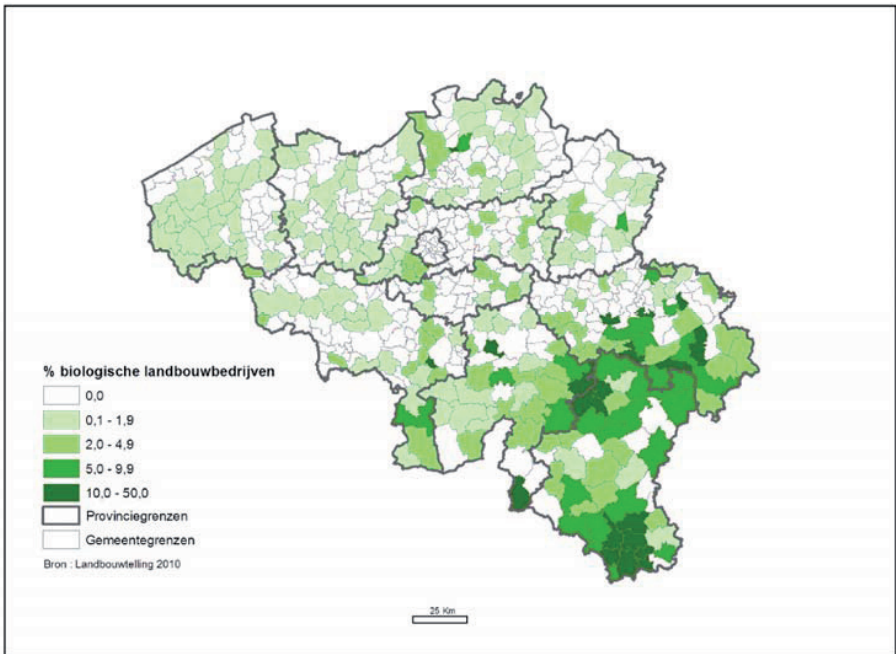 % biologische landbouwbedrijven
0,0
0,1 - 1,9
2,0 - 4,9
5,0 - 9,9
10,0 - 50,0
Provinciegrenzen
Gemeentegrenzen
Bron : Landbouwtelling 2010
25 Km